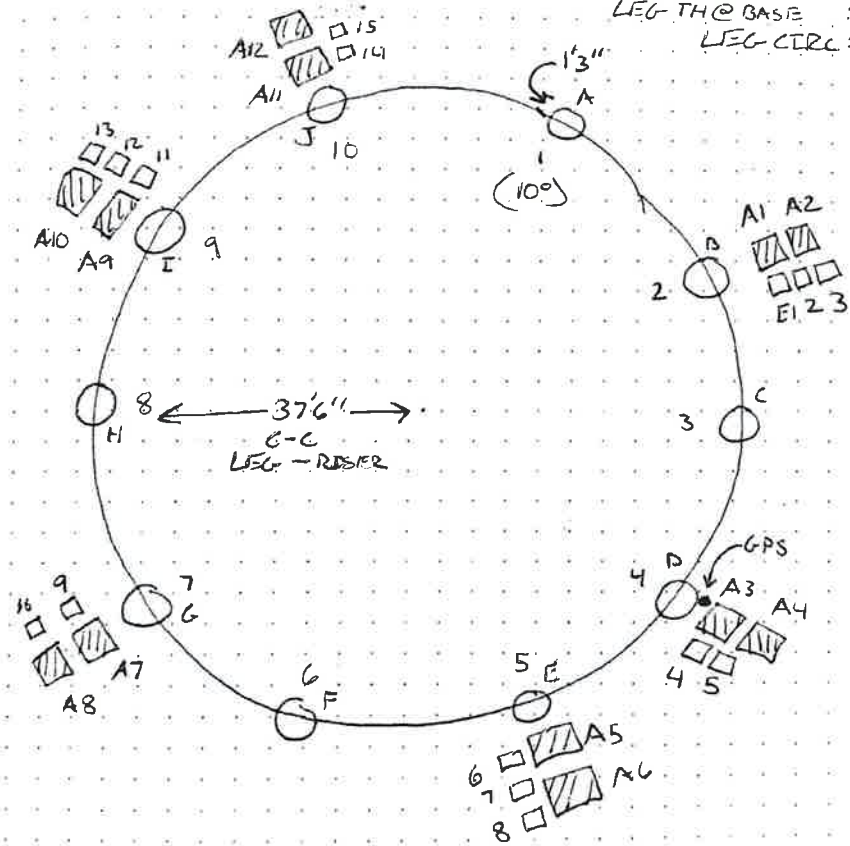 LEG TH @ BASE :
LEG CIRC :
A12
15
14
A11
J
10
1'3"
A
1
(10°)
13
12
11
A10
A9
I
9
A1 A2
B
2
E1 2 3
H
8
37'6"
C-C
LEG – RISER
C
3
GPS
D
4
A3
A4
4
5
7
G
9
A7
A8
6
F
5
E
A5
A6
6
7
8